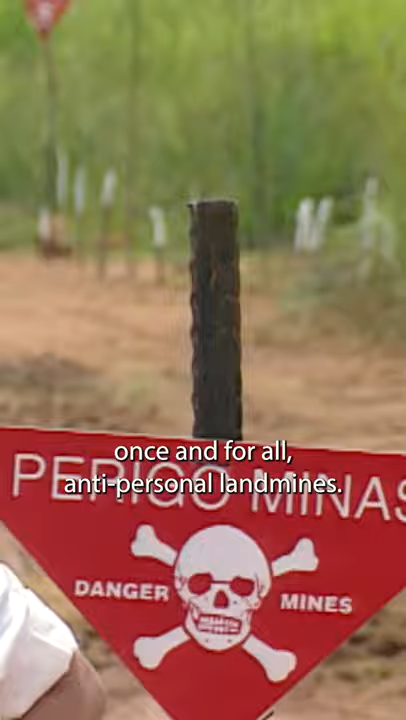 once and for all,
anti-personal landmines.
PERIGO MINAS
DANGER MINES